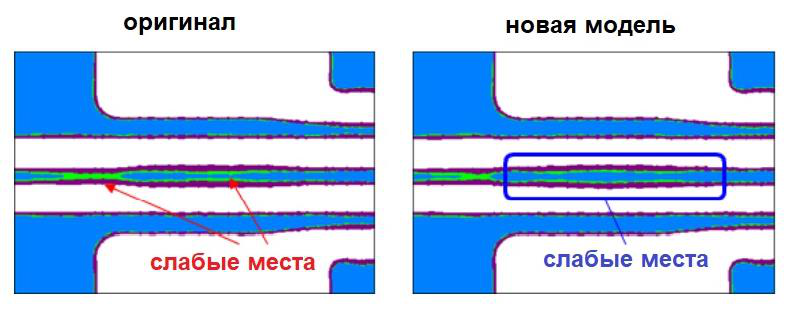 оригинал
новая модель
слабые места
слабые места